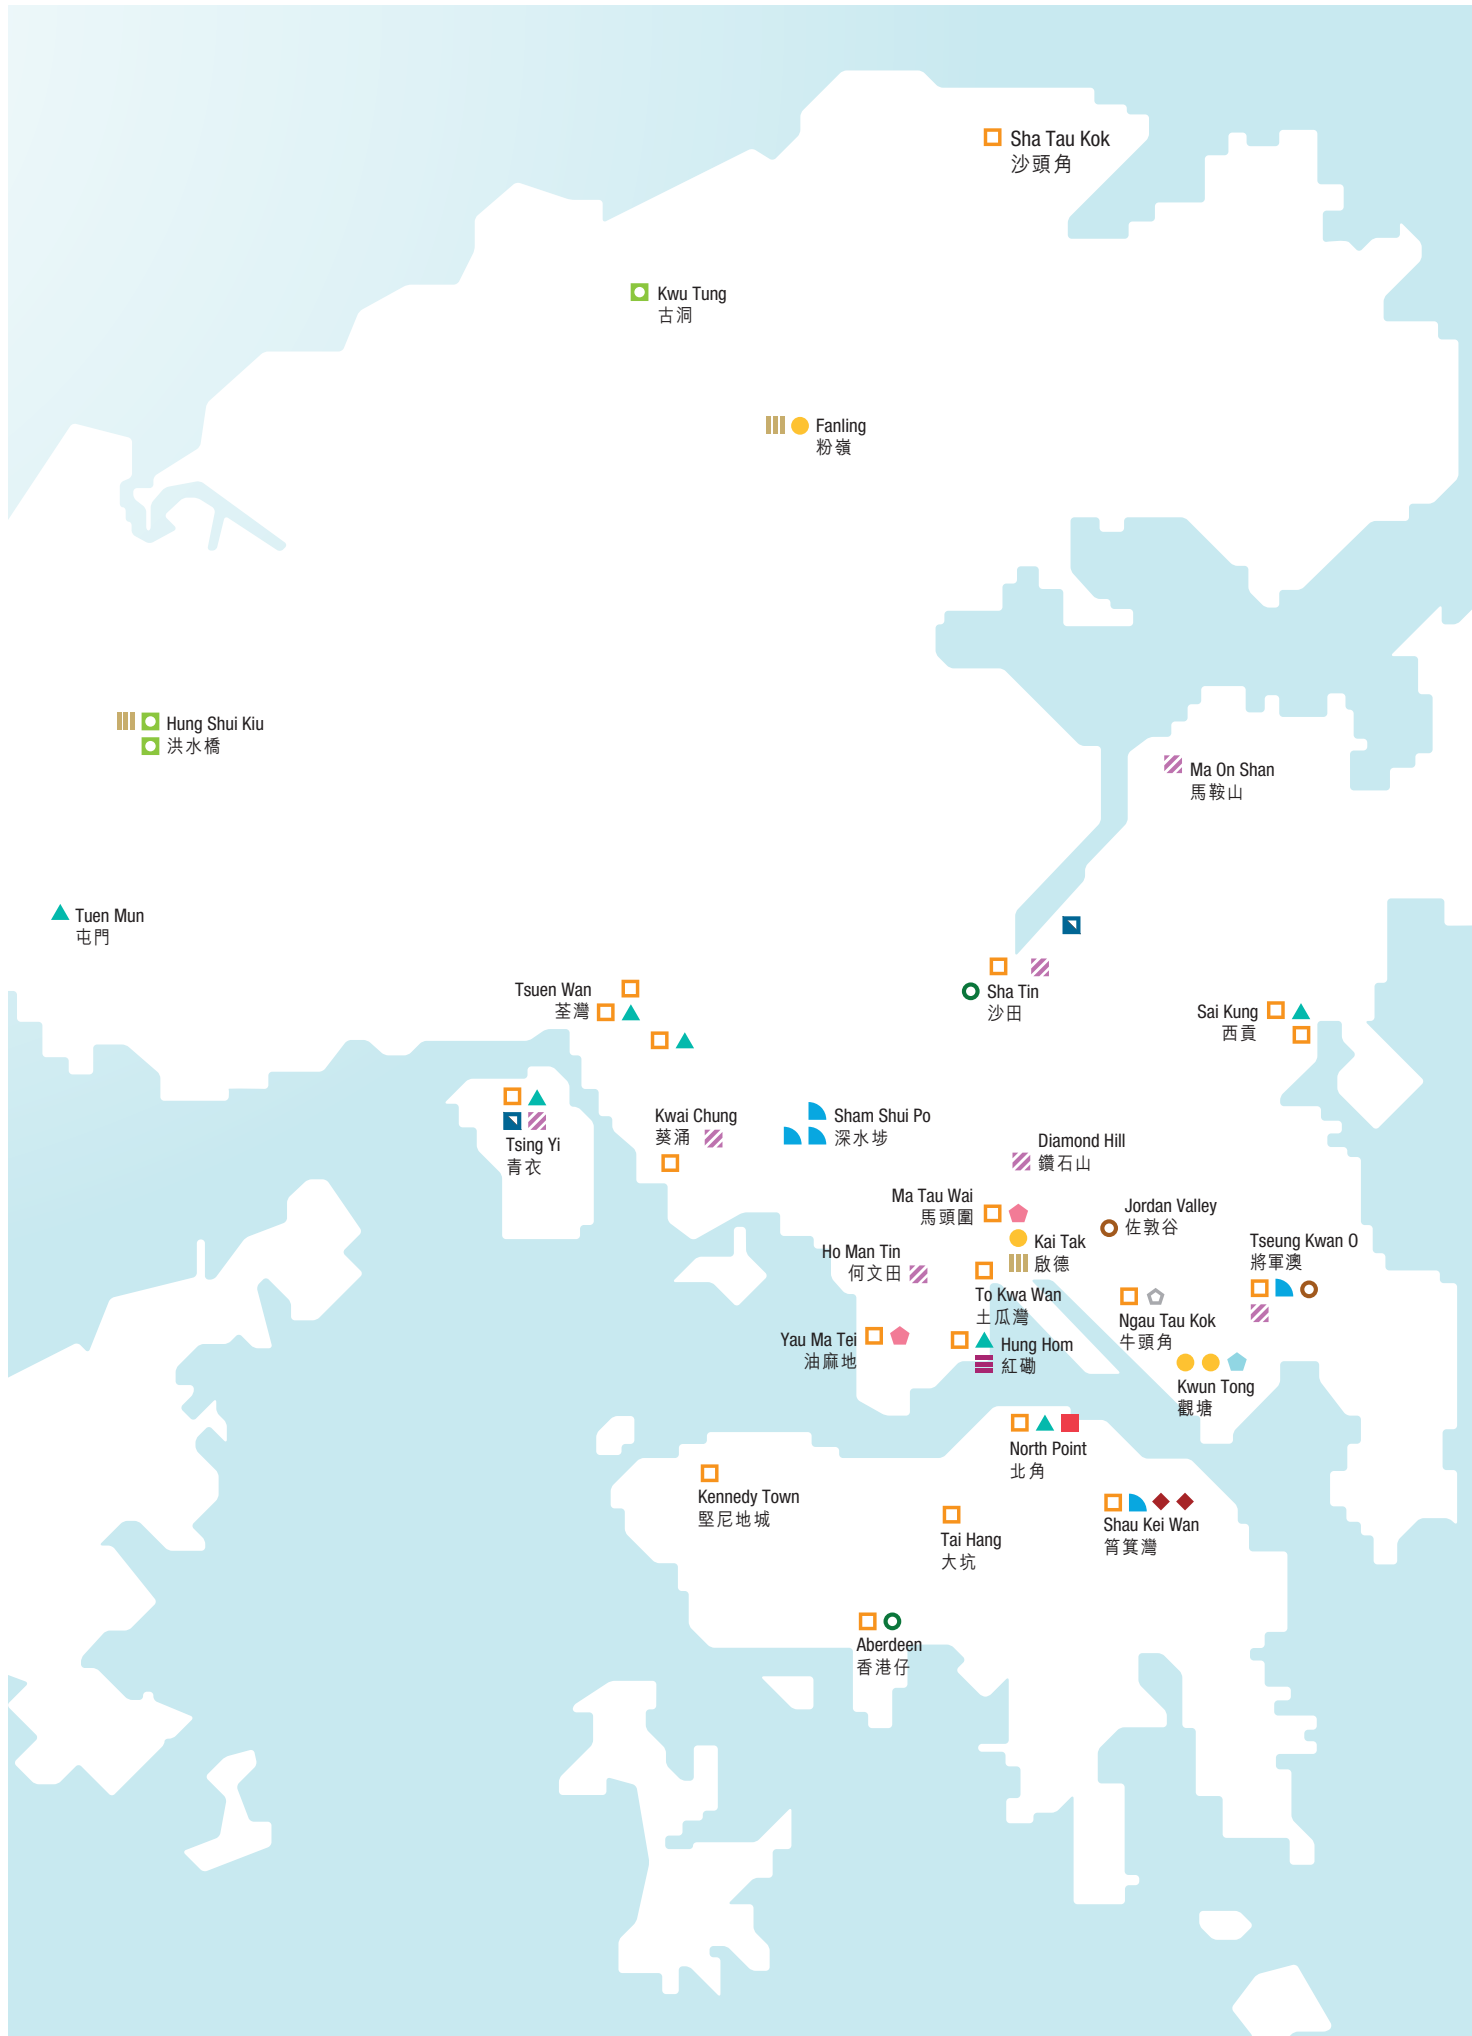 Sha Tau Kok
沙頭角
Kwu Tung
古洞
Fanling
粉嶺
Hung Shui Kiu
洪水橋
Ma On Shan
馬鞍山
Tuen Mun
屯門
Tsuen Wan
荃灣
Sha Tin
沙田
Sai Kung
西貢
Tsing Yi
青衣
Kwai Chung
葵涌
Sham Shui Po
深水埗
Diamond Hill
鑽石山
Ma Tau Wai
馬頭圍
Jordan Valley
佐敦谷
Kai Tak
啟德
Ho Man Tin
何文田
Tseung Kwan O
將軍澳
To Kwa Wan
土瓜灣
Ngau Tau Kok
牛頭角
Yau Ma Tei
油麻地
Hung Hom
紅磡
Kwun Tong
觀塘
North Point
北角
Kennedy Town
堅尼地城
Tai Hang
大坑
Shau Kei Wan
筲箕灣
Aberdeen
香港仔